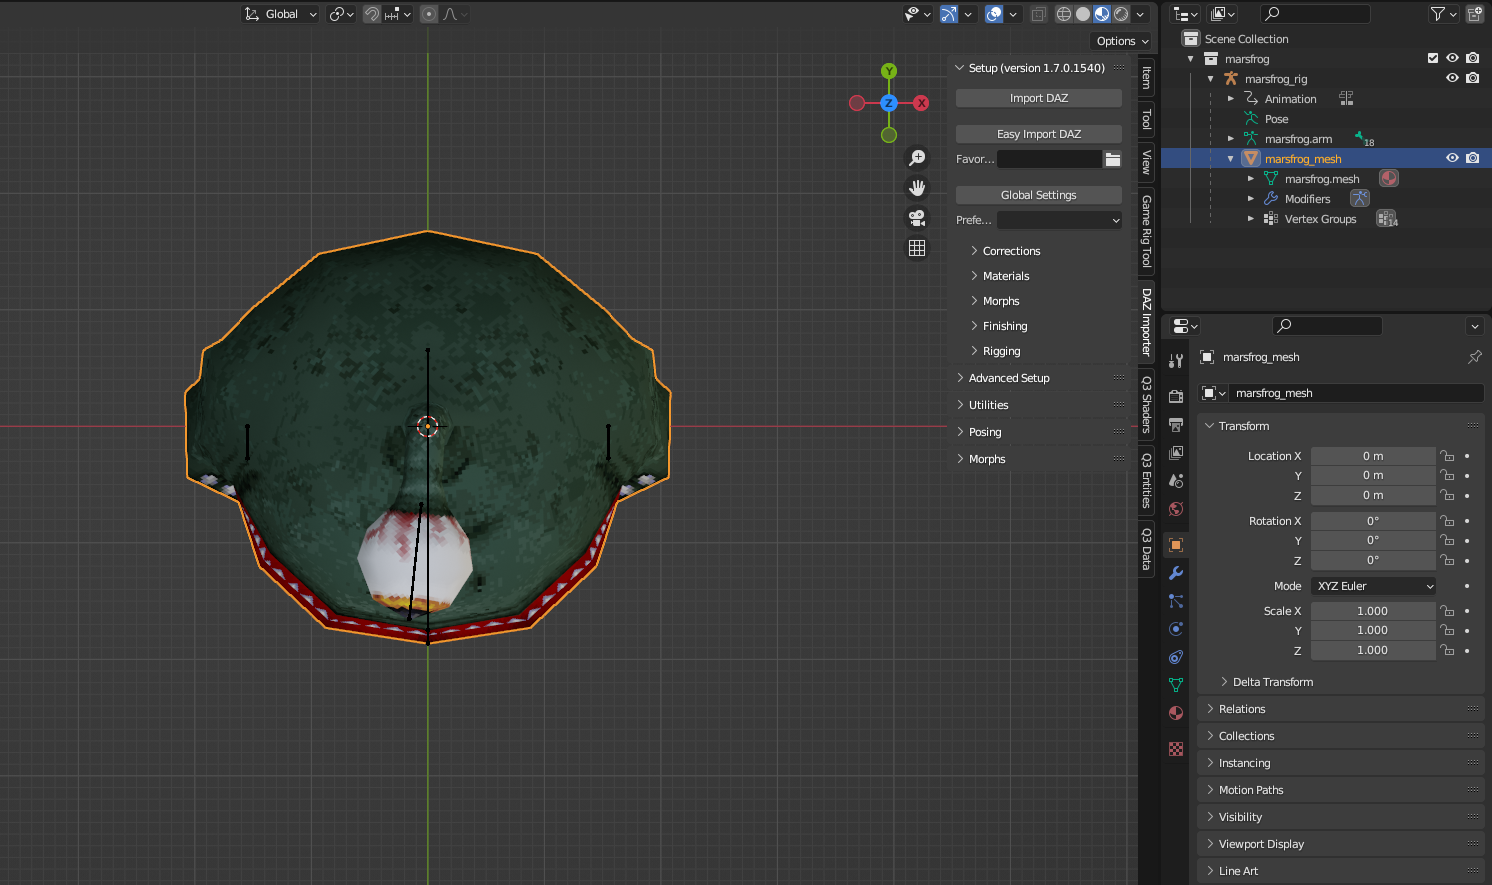 Global
Options
Y
Z
X
Setup (version 1.7.0.1540)
Import DAZ
Easy Import DAZ
Favor...
Global Settings
Prefe...
Corrections
Materials
Morphs
Finishing
Rigging
Advanced Setup
Utilities
Posing
Morphs
Item
Tool
View
Game Rig Tool
DAZ Importer
Q3 Shaders
Q3 Entities
Q3 Data
Scene Collection
marsfrog
marsfrog_rig
Animation
Pose
marsfrog.arm
18
marsfrog_mesh
marsfrog.mesh
Modifiers
Vertex Groups
14
marsfrog_mesh
marsfrog_mesh
Transform
Location X 0 m
Y 0 m
Z 0 m
Rotation X 0°
Y 0°
Z 0°
Mode XYZ Euler
Scale X 1.000
Y 1.000
Z 1.000
Delta Transform
Relations
Collections
Instancing
Motion Paths
Visibility
Viewport Display
Line Art